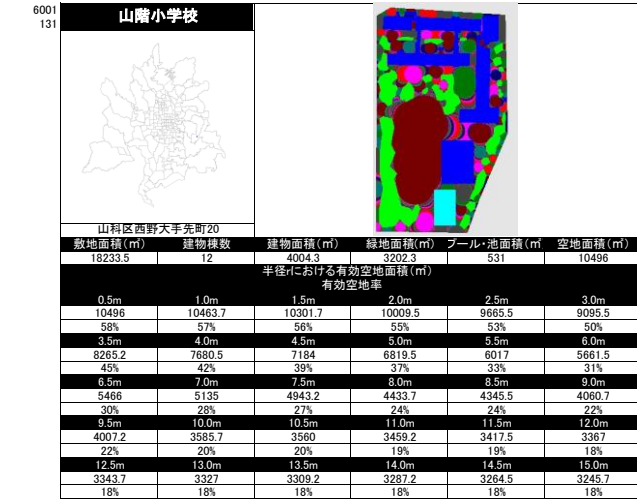 6001
131
山階小学校
山科区西野大手先町20
敷地面積(㎡) 建物棟数 建物面積(㎡) 緑地面積(㎡) プール・池面積(㎡ 空地面積(㎡)
18233.5 12 4004.3 3202.3 531 10496
半径rにおける有効空地面積(㎡)
有効空地率
0.5m 1.0m 1.5m 2.0m 2.5m 3.0m
10496 10463.7 10301.7 10009.5 9665.5 9095.5
58% 57% 56% 55% 53% 50%
3.5m 4.0m 4.5m 5.0m 5.5m 6.0m
8265.2 7680.5 7184 6819.5 6017 5661.5
45% 42% 39% 37% 33% 31%
6.5m 7.0m 7.5m 8.0m 8.5m 9.0m
5466 5135 4943.2 4433.7 4345.5 4060.7
30% 28% 27% 24% 24% 22%
9.5m 10.0m 10.5m 11.0m 11.5m 12.0m
4007.2 3585.7 3560 3459.2 3417.5 3367
22% 20% 20% 19% 19% 18%
12.5m 13.0m 13.5m 14.0m 14.5m 15.0m
3343.7 3327 3309.2 3287.2 3264.5 3245.7
18% 18% 18% 18% 18% 18%